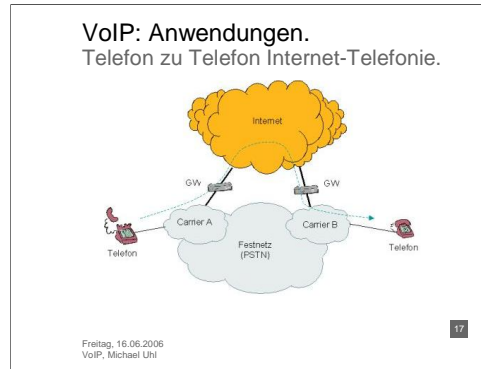 VoIP: Anwendungen.
Telefon zu Telefon Internet-Telefonie.
Internet
GW
GW
Carrier A
Carrier B
Telefon
Festnetz
(PSTN)
Telefon
17
Freitag, 16.06.2006
VoIP, Michael Uhl